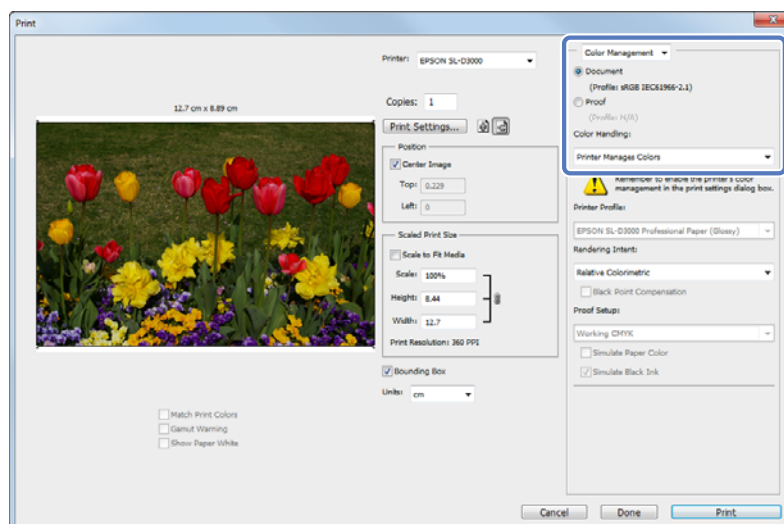 Print
12.7 cm x 8.89 cm
Match Print Colors
Gamut Warning
Show Paper White
Printer: EPSON SL-D3000
Copies: 1
Print Settings...
Position
Center Image
Top: 0.229
Left: 0
Scaled Print Size
Scale to Fit Media
Scale: 100%
Height: 8.44
Width: 12.7
Print Resolution: 360 PPI
Bounding Box
Units: cm
Color Management
Document
(Profile: sRGB IEC61966-2.1)
Proof
(Profile: N/A)
Color Handling:
Printer Manages Colors
Remember to enable the printer's color
management in the print settings dialog box.
Printer Profile:
EPSON SL-D3000 Professional Paper (Glossy)
Rendering Intent:
Relative Colorimetric
Black Point Compensation
Proof Setup:
Working CMYK
Simulate Paper Color
Simulate Black Ink
Cancel
Done
Print